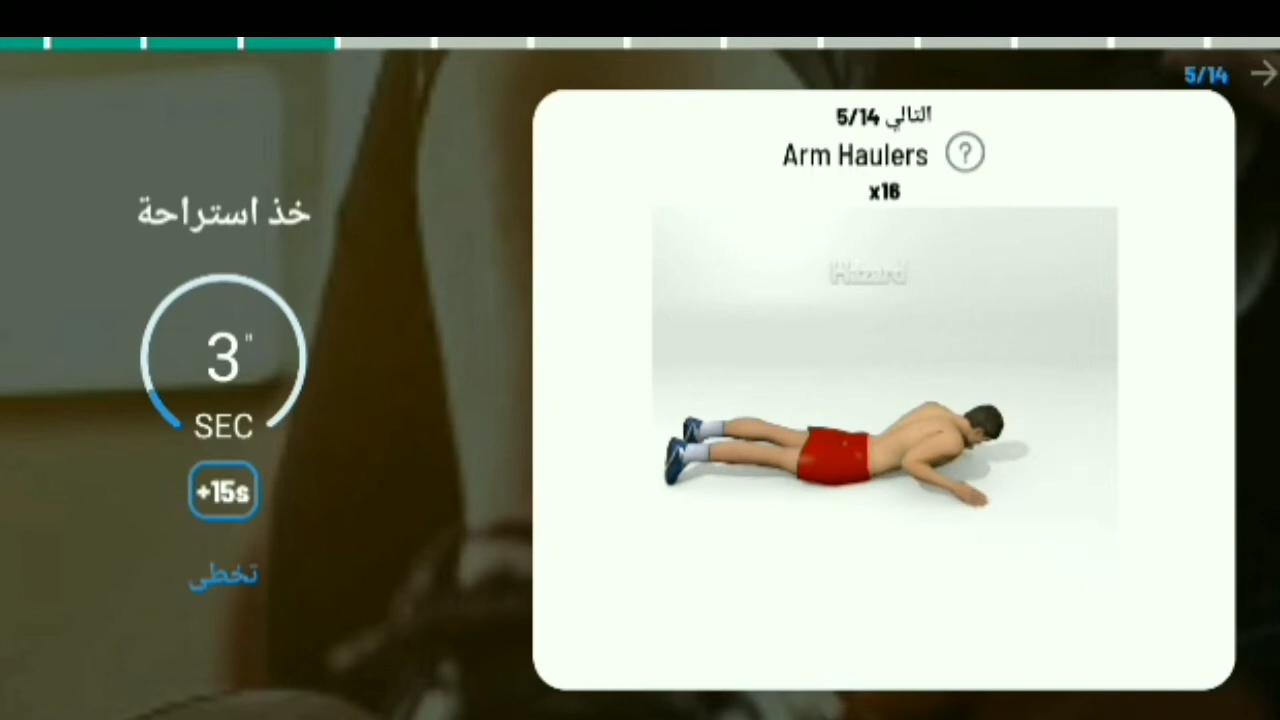 5/14
التالي 5/14
Arm Haulers ?
x16
خذ استراحة
3"
SEC
+15s
تخطى